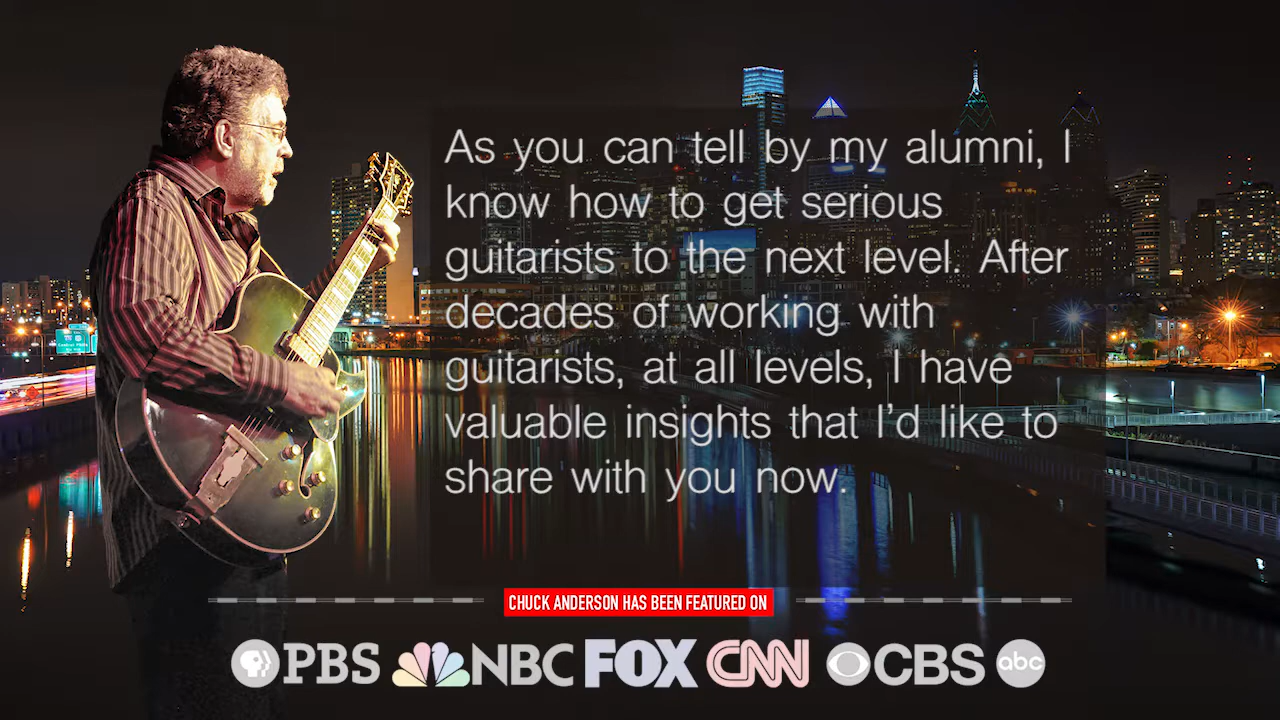 As you can tell by my alumni, I
know how to get serious
guitarists to the next level. After
decades of working with
guitarists, at all levels, I have
valuable insights that I'd like to
share with you now.
CHUCK ANDERSON HAS BEEN FEATURED ON
PBS NBC FOX CNN CBS abc